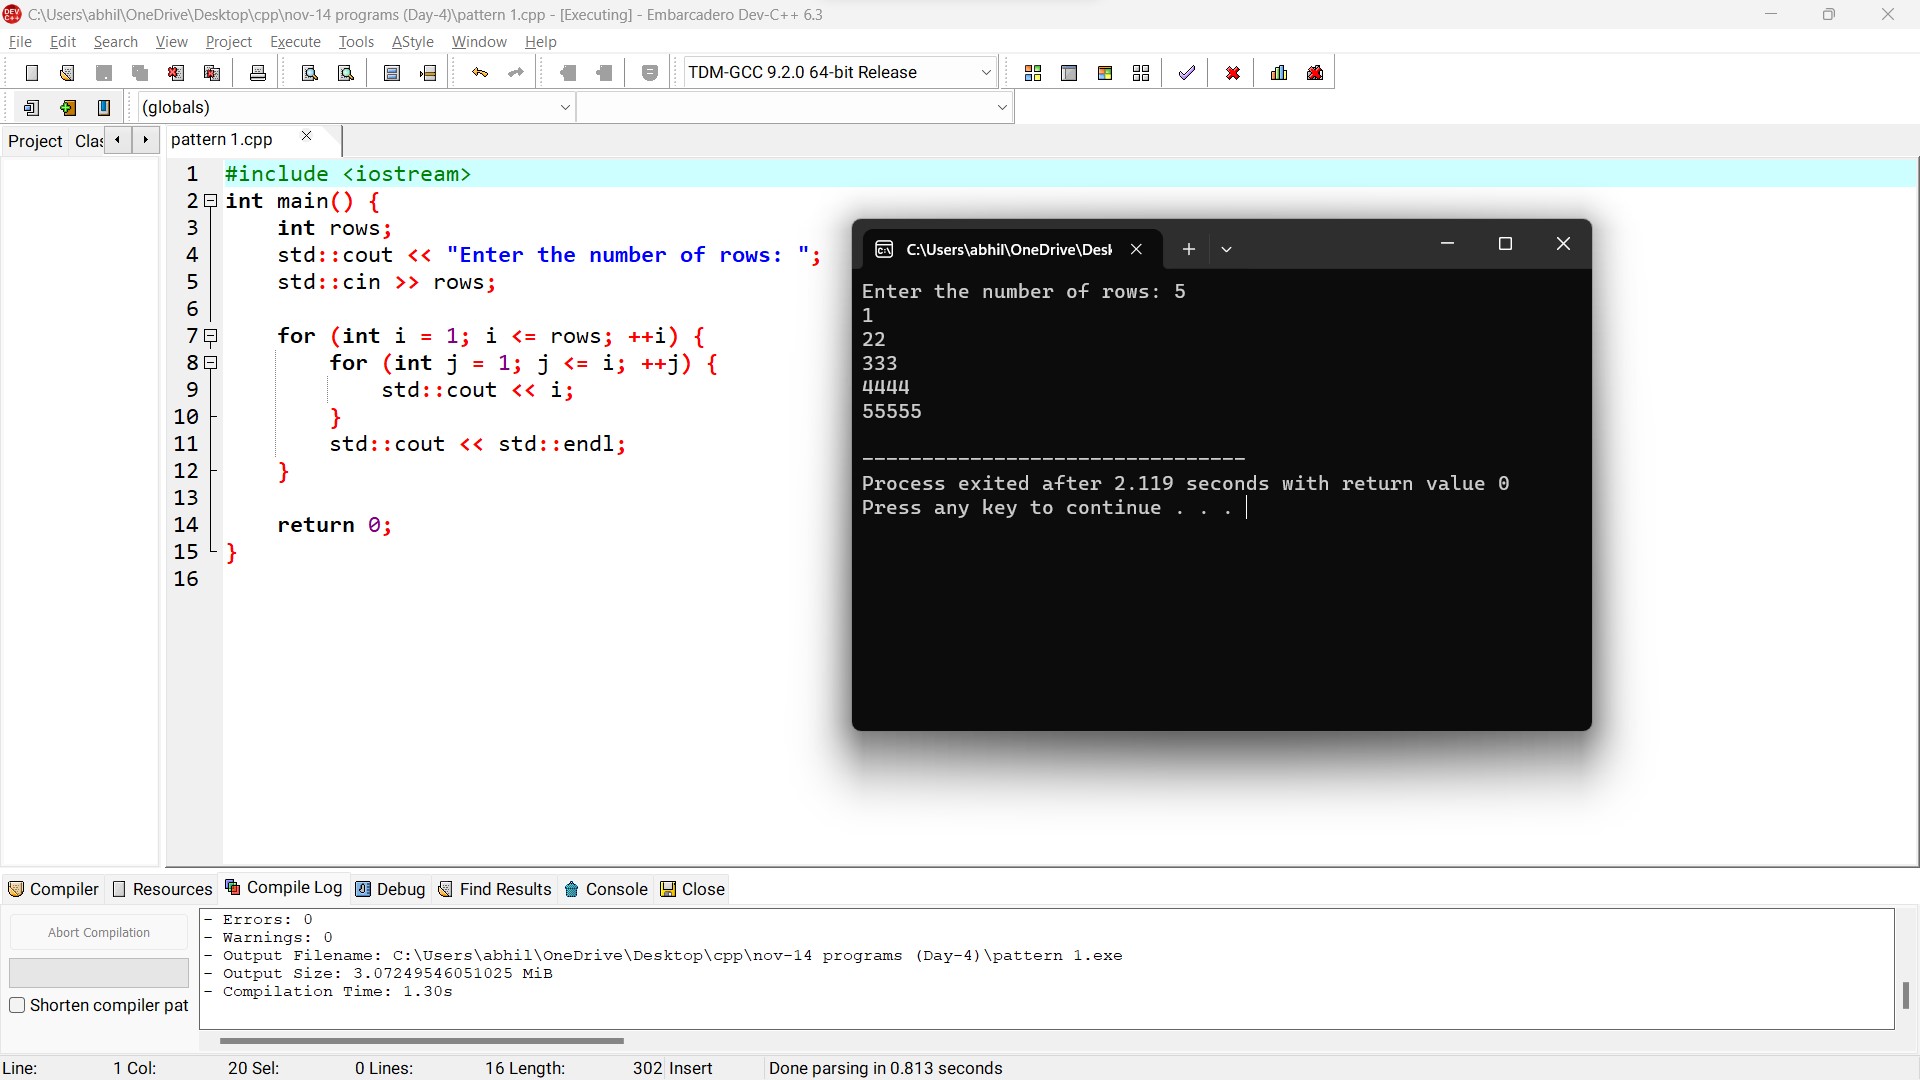 C:\Users\abhil\OneDrive\Desktop\cpp\nov-14 programs (Day-4)\pattern 1.cpp - [Executing] - Embarcadero Dev-C++ 6.3
File Edit Search View Project Execute Tools AStyle Window Help
TDM-GCC 9.2.0 64-bit Release
(globals)
Project Clas
pattern 1.cpp
1 #include <iostream>
2 int main() {
3 int rows;
4 std::cout << "Enter the number of rows: ";
5 std::cin >> rows;
6
7 for (int i = 1; i <= rows; ++i) {
8 for (int j = 1; j <= i; ++j) {
9 std::cout << i;
10 }
11 std::cout << std::endl;
12 }
13
14 return 0;
15 }
16
C:\Users\abhil\OneDrive\Desk
Enter the number of rows: 5
1
22
333
4444
55555
--------------------------------
Process exited after 2.119 seconds with return value 0
Press any key to continue . . .
Compiler Resources Compile Log Debug Find Results Console Close
Abort Compilation
Shorten compiler pat
- Errors: 0
- Warnings: 0
- Output Filename: C:\Users\abhil\OneDrive\Desktop\cpp\nov-14 programs (Day-4)\pattern 1.exe
- Output Size: 3.07249546051025 MiB
- Compilation Time: 1.30s
Line: 1 Col: 20 Sel: 0 Lines: 16 Length: 302 Insert Done parsing in 0.813 seconds